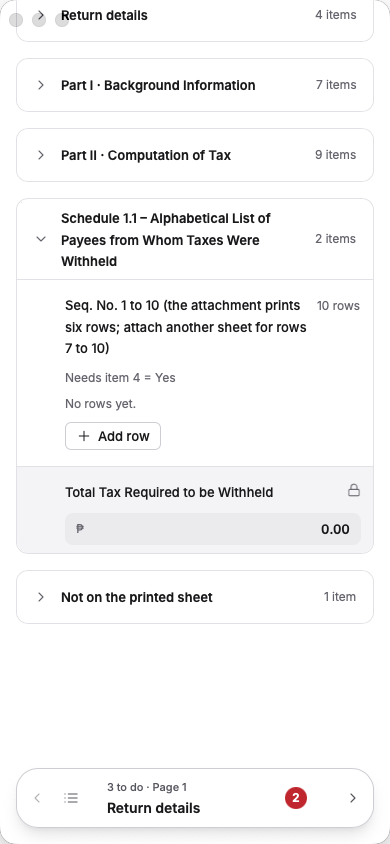 Return details
4 items
Part I · Background Information
7 items
Part II · Computation of Tax
9 items
Schedule 1.1 – Alphabetical List of
Payees from Whom Taxes Were
Withheld
2 items
Seq. No. 1 to 10 (the attachment prints
six rows; attach another sheet for rows
7 to 10)
10 rows
Needs item 4 = Yes
No rows yet.
Add row
Total Tax Required to be Withheld
₱ 0.00
Not on the printed sheet
1 item
3 to do · Page 1
Return details
2